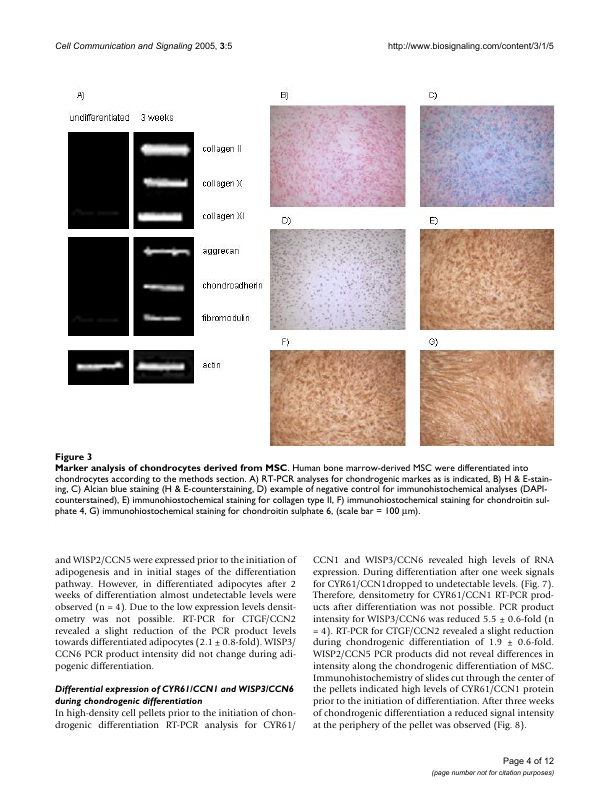 Cell Communication and Signaling 2005, 3:5
http://www.biosignaling.com/content/3/1/5
A)
undifferentiated 3 weeks
collagen II
collagen X
collagen XI
aggrecan
chondroadherin
fibromodulin
actin
B)
C)
D)
E)
F)
G)
Figure 3
Marker analysis of chondrocytes derived from MSC. Human bone marrow-derived MSC were differentiated into
chondrocytes according to the methods section. A) RT-PCR analyses for chondrogenic markes as is indicated, B) H & E-stain-
ing, C) Alcian blue staining (H & E-counterstaining, D) example of negative control for immunohistochemical analyses (DAPI-
counterstained), E) immunohiostochemical staining for collagen type II, F) immunohiostochemical staining for chondroitin sul-
phate 4, G) immunohiostochemical staining for chondroitin sulphate 6, (scale bar = 100 μm).
and WISP2/CCN5 were expressed prior to the initiation of
adipogenesis and in initial stages of the differentiation
pathway. However, in differentiated adipocytes after 2
weeks of differentiation almost undetectable levels were
observed (n = 4). Due to the low expression levels densit-
ometry was not possible. RT-PCR for CTGF/CCN2
revealed a slight reduction of the PCR product levels
towards differentiated adipocytes (2.1 ± 0.8-fold). WISP3/
CCN6 PCR product intensity did not change during adi-
pogenic differentiation.
Differential expression of CYR61/CCN1 and WISP3/CCN6
during chondrogenic differentiation
In high-density cell pellets prior to the initiation of chon-
drogenic differentiation RT-PCR analysis for CYR61/
CCN1 and WISP3/CCN6 revealed high levels of RNA
expression. During differentiation after one week signals
for CYR61/CCN1dropped to undetectable levels. (Fig. 7).
Therefore, densitometry for CYR61/CCN1 RT-PCR prod-
ucts after differentiation was not possible. PCR product
intensity for WISP3/CCN6 was reduced 5.5 ± 0.6-fold (n
= 4). RT-PCR for CTGF/CCN2 revealed a slight reduction
during chondrogenic differentiation of 1.9 ± 0.6-fold.
WISP2/CCN5 PCR products did not reveal differences in
intensity along the chondrogenic differentiation of MSC.
Immunohistochemistry of slides cut through the center of
the pellets indicated high levels of CYR61/CCN1 protein
prior to the initiation of differentiation. After three weeks
of chondrogenic differentiation a reduced signal intensity
at the periphery of the pellet was observed (Fig. 8).
Page 4 of 12
(page number not for citation purposes)